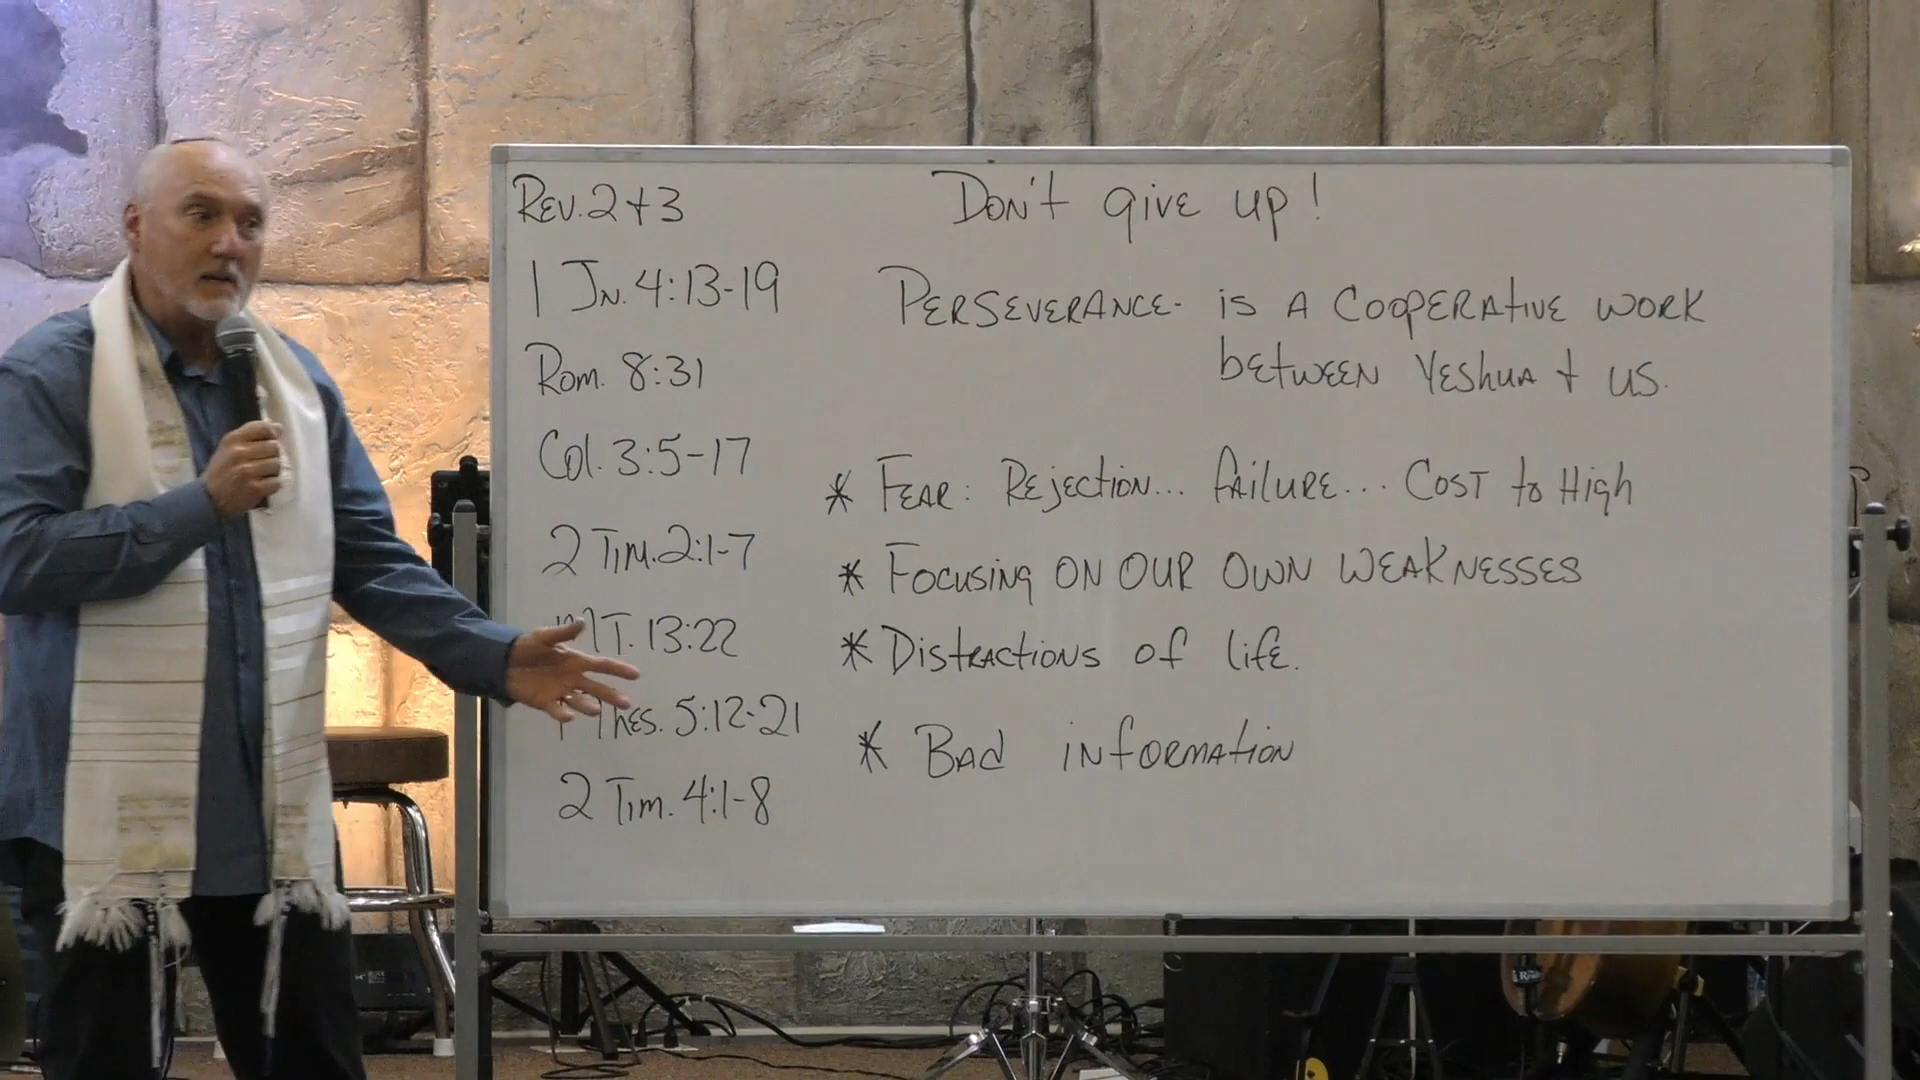 Rev. 2 + 3
1 Jn. 4:13-19
Rom. 8:31
Col. 3:5-17
2 Tim. 2:1-7
MT. 13:22
1 Thes. 5:12-21
2 Tim. 4:1-8
Don't give up!
Perseverance - is a cooperative work
between Yeshua + us.
* Fear: Rejection... failure... Cost to High
* Focusing on our own weaknesses
* Distractions of life.
* Bad information